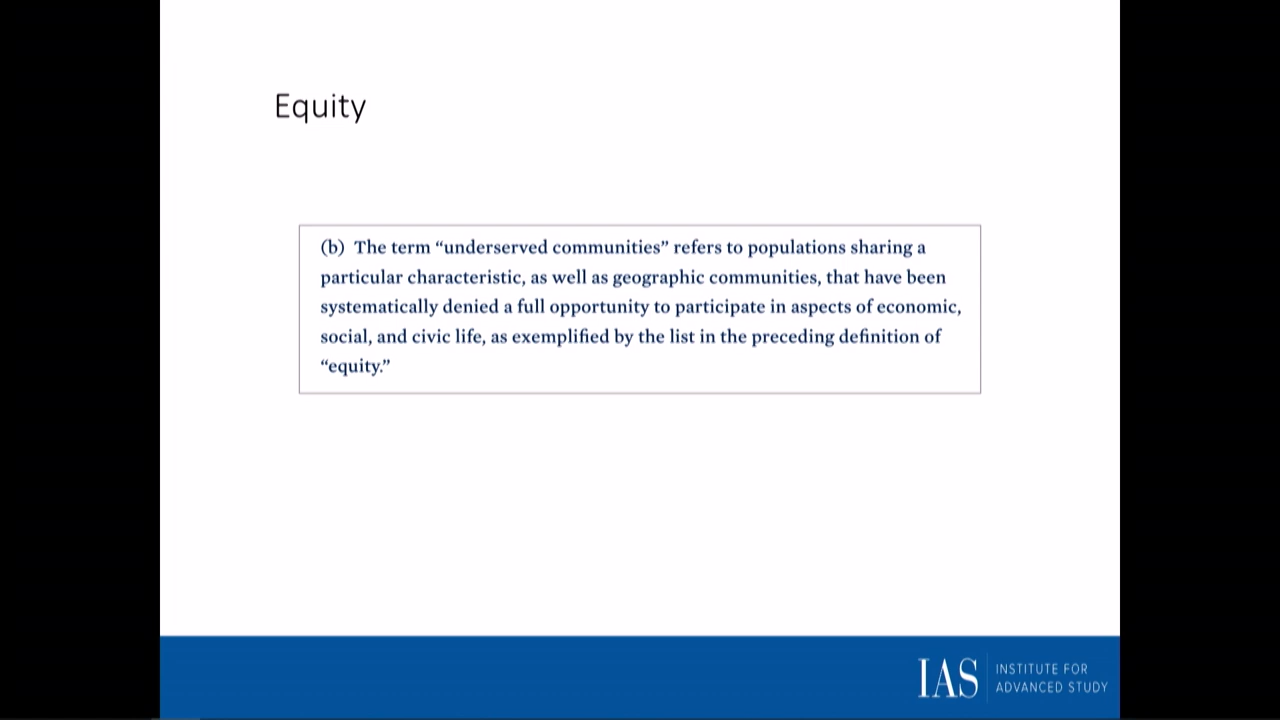 Equity
(b)  The term “underserved communities” refers to populations sharing a
particular characteristic, as well as geographic communities, that have been
systematically denied a full opportunity to participate in aspects of economic,
social, and civic life, as exemplified by the list in the preceding definition of
“equity.”
IAS
INSTITUTE FOR
ADVANCED STUDY